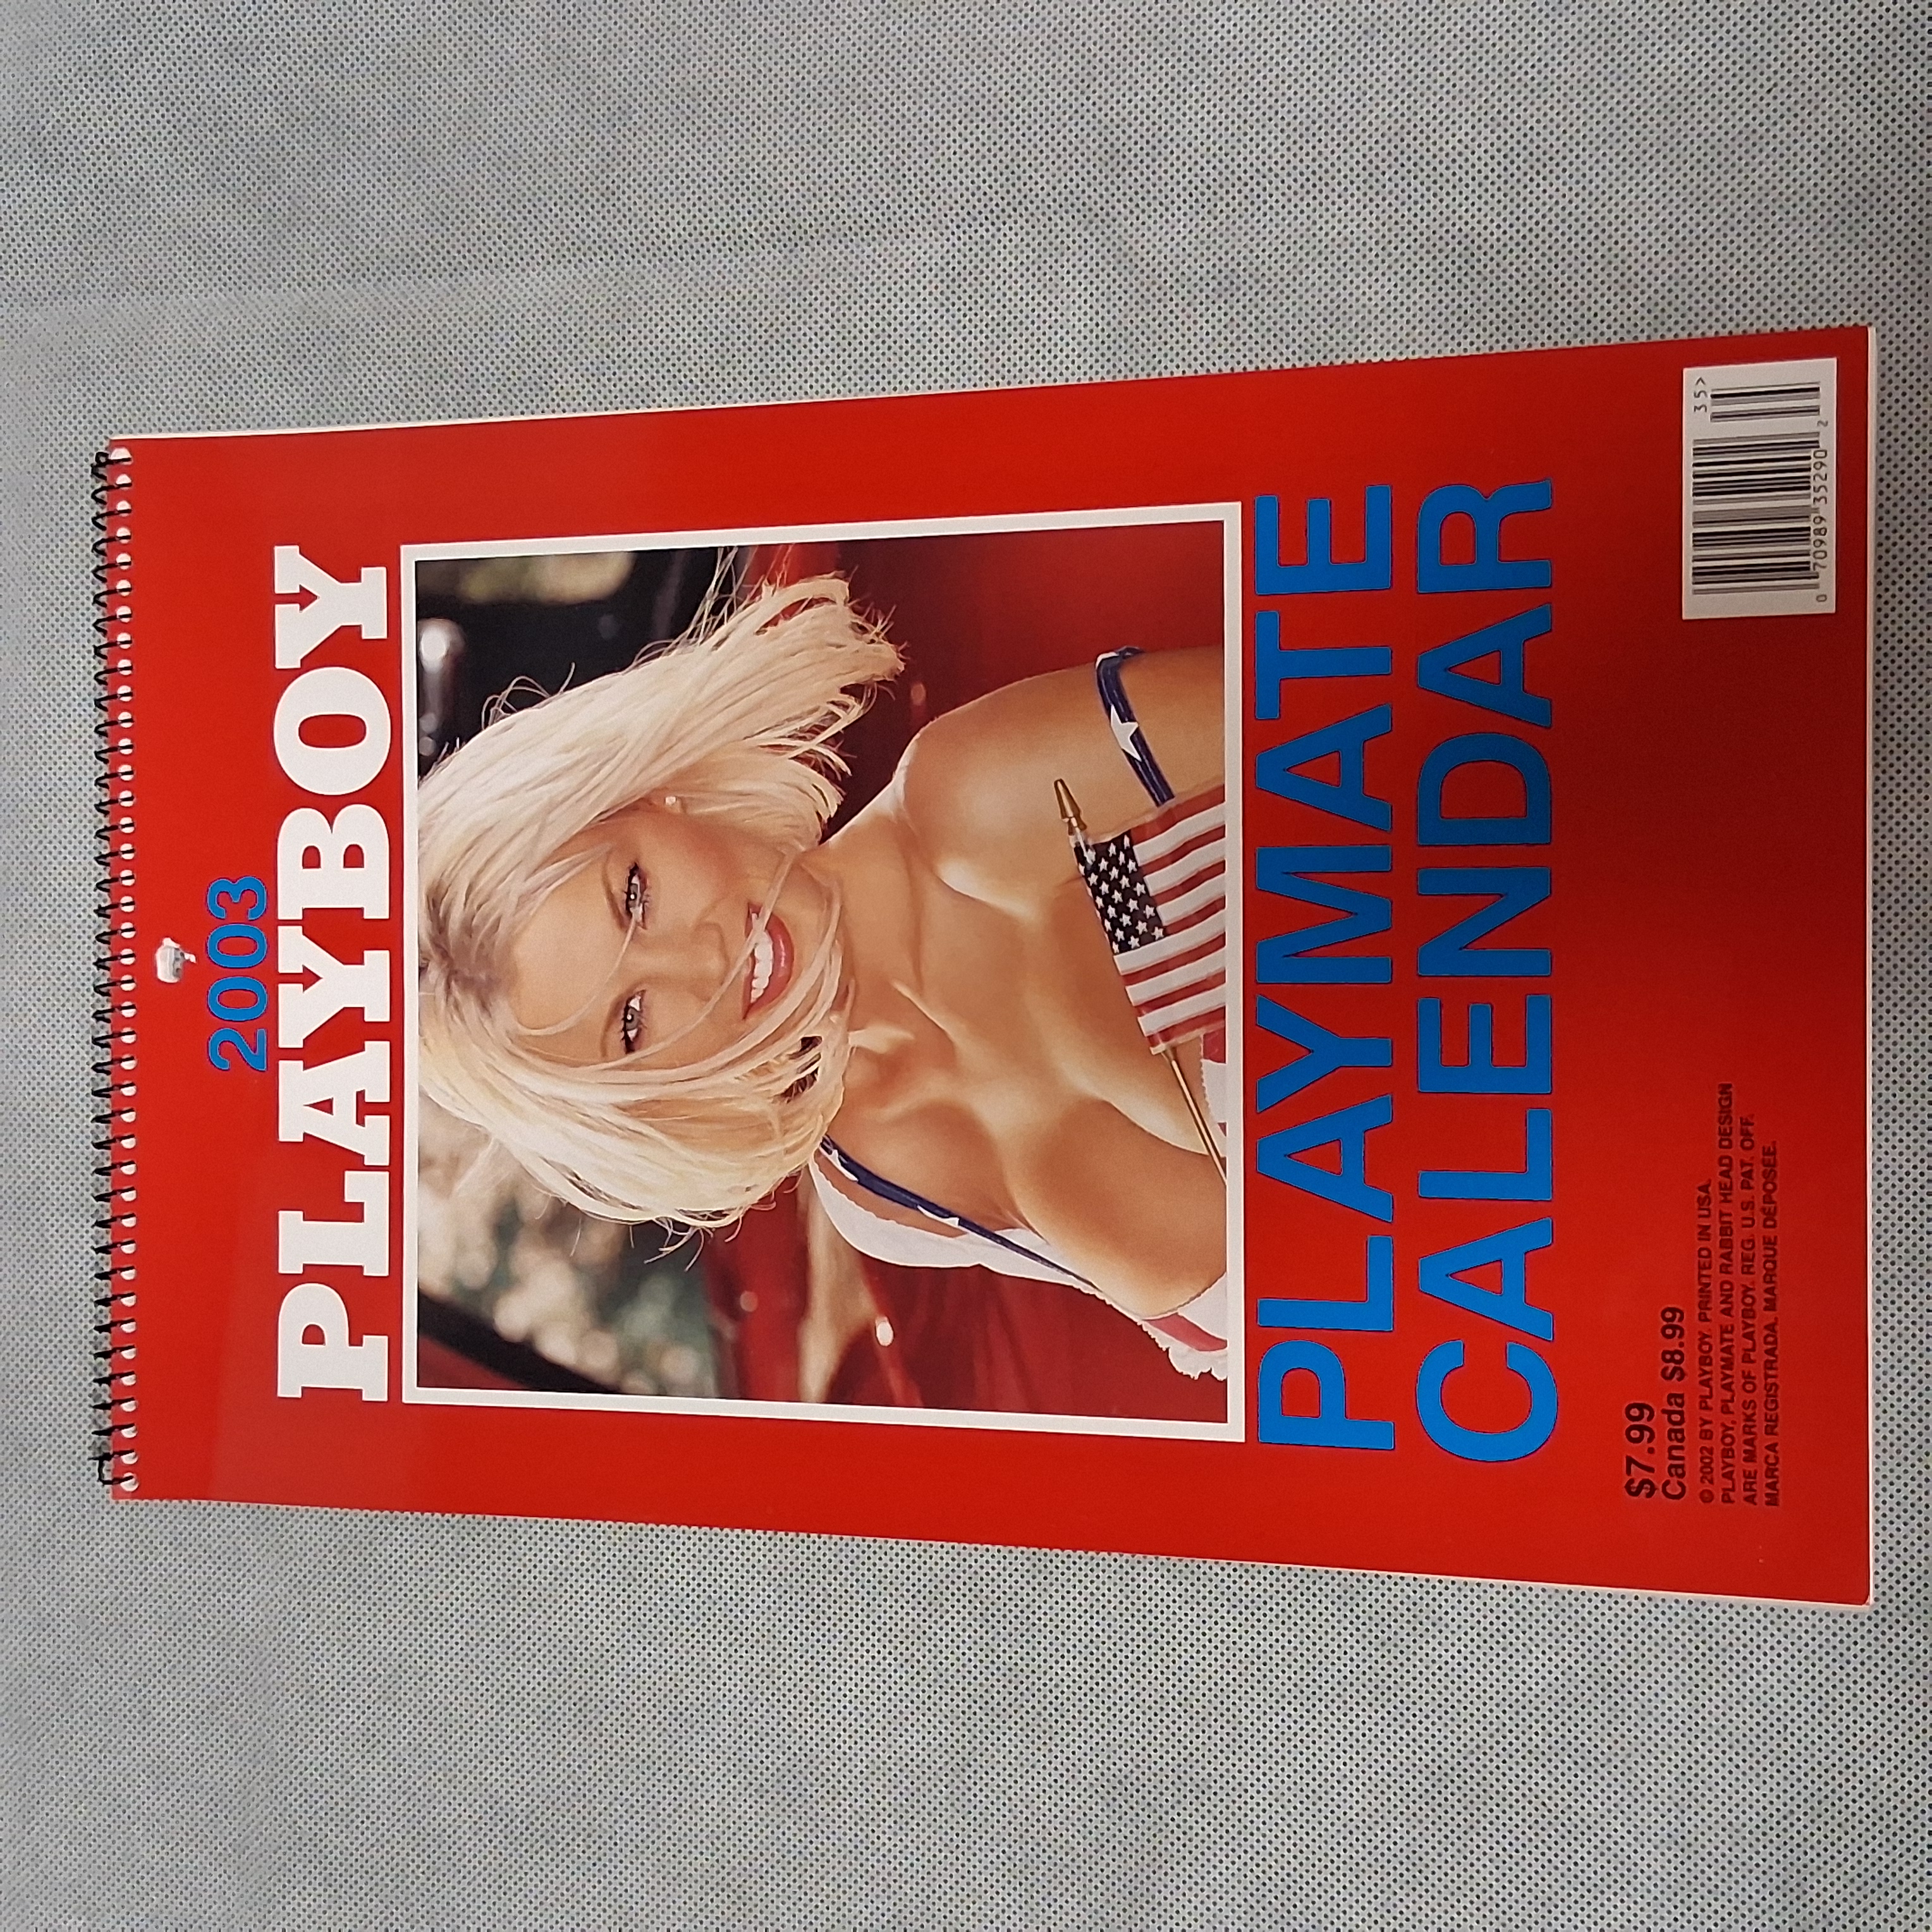 2003
PLAYBOY
PLAYMATE
CALENDAR
$7.99
Canada $8.99
© 2002 BY PLAYBOY. PRINTED IN USA.
PLAYBOY, PLAYMATE AND RABBIT HEAD DESIGN
ARE MARKS OF PLAYBOY. REG. U.S. PAT. OFF.
MARCA REGISTRADA. MARQUE DÉPOSÉE.
35>
0 70989 35290 2